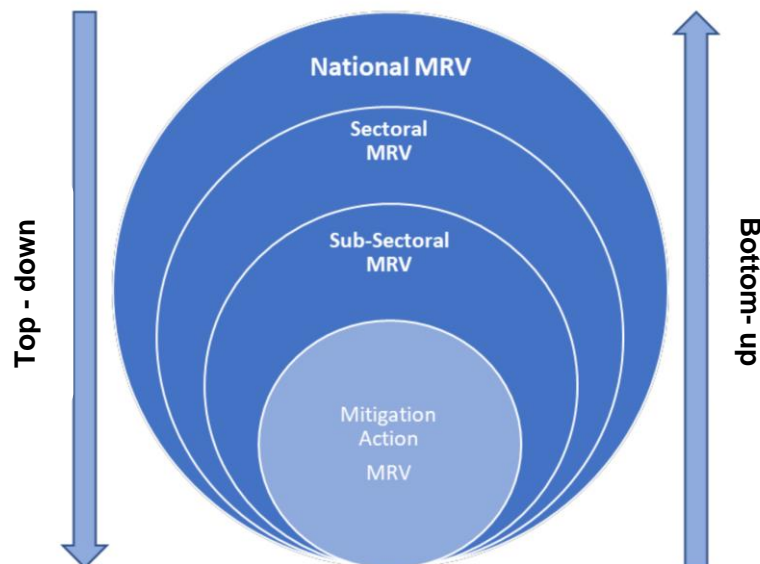 National MRV
Sectoral
MRV
Sub-Sectoral
MRV
Mitigation
Action
MRV
Top - down
Bottom- up